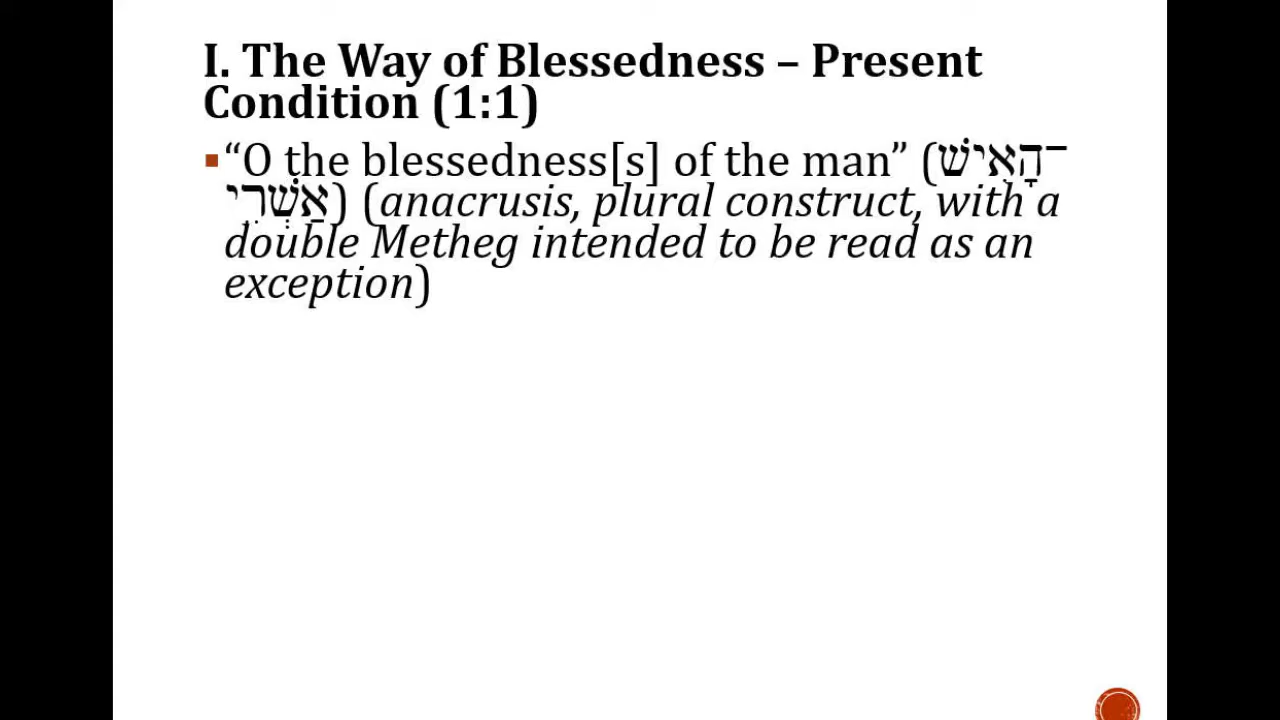 I. The Way of Blessedness – Present
Condition (1:1)
▪“O the blessedness[s] of the man” (־הָאִישׁ
אַשְׁרֵי) (anacrusis, plural construct, with a
double Metheg intended to be read as an
exception)